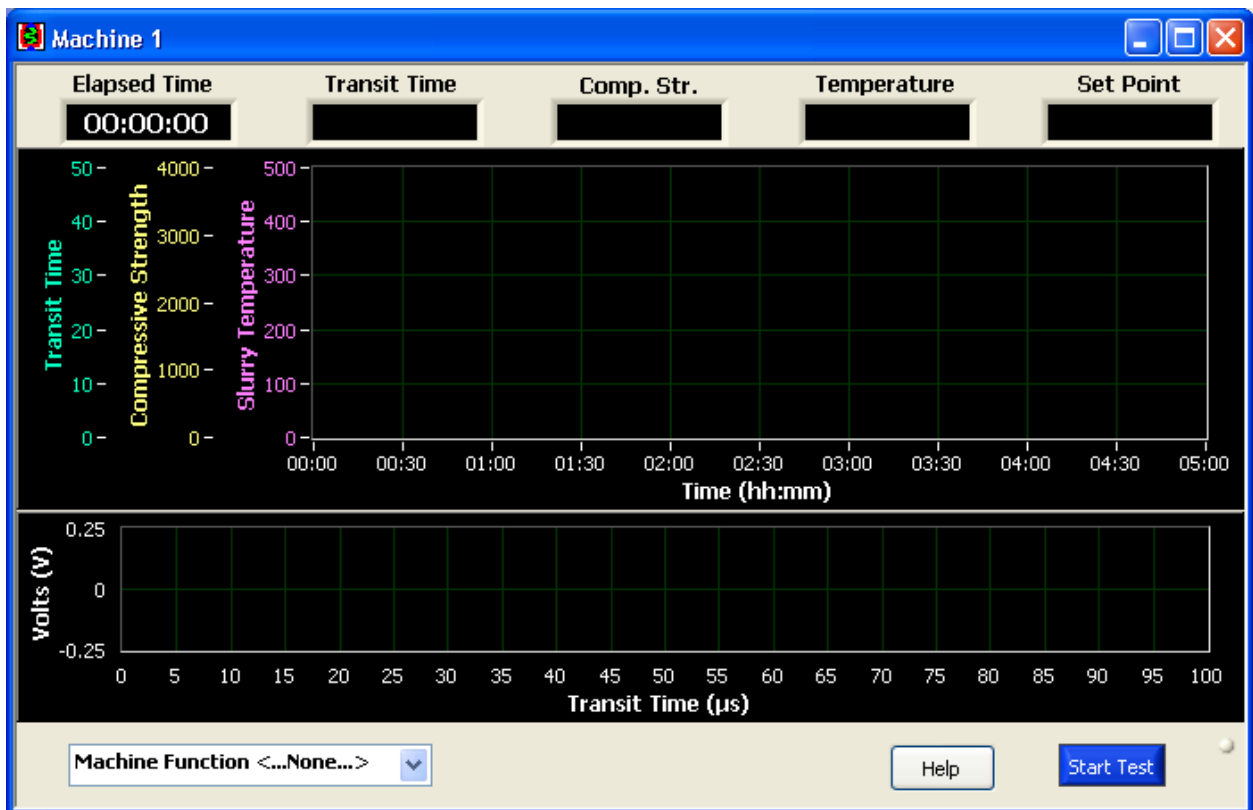 Machine 1
Elapsed Time Transit Time Comp. Str. Temperature Set Point
00:00:00
Transit Time
50
40
30
20
10
0
Compressive Strength
4000
3000
2000
1000
0
Slurry Temperature
500
400
300
200
100
0
00:00 00:30 01:00 01:30 02:00 02:30 03:00 03:30 04:00 04:30 05:00
Time (hh:mm)
Volts (V)
0.25
0
-0.25
0 5 10 15 20 25 30 35 40 45 50 55 60 65 70 75 80 85 90 95 100
Transit Time (µs)
Machine Function <...None...>
Help
Start Test